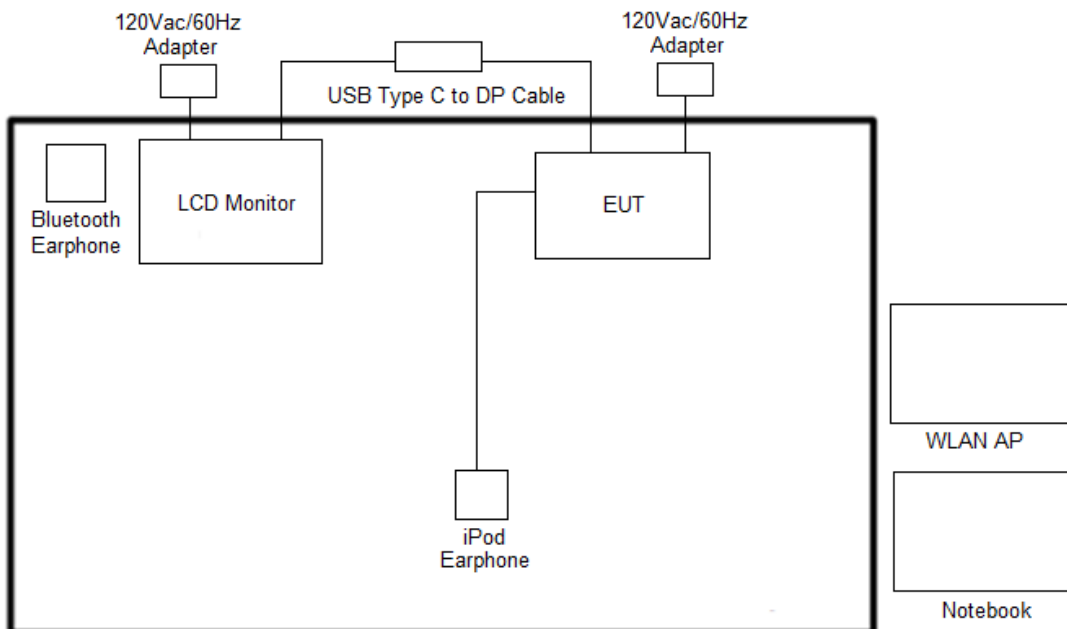 120Vac/60Hz
Adapter
120Vac/60Hz
Adapter
USB Type C to DP Cable
Bluetooth
Earphone
LCD Monitor
EUT
WLAN AP
iPod
Earphone
Notebook